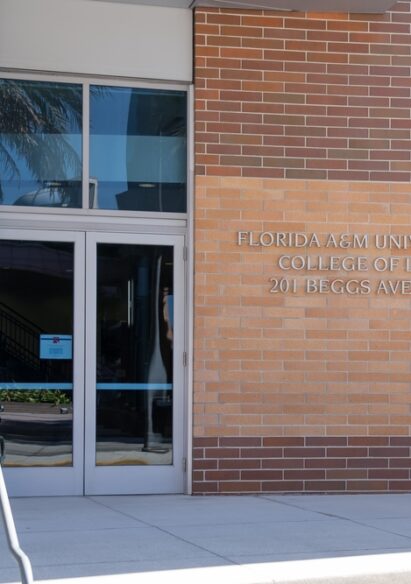 FLORIDA A&M UNIV
COLLEGE OF
201 BEGGS AVE